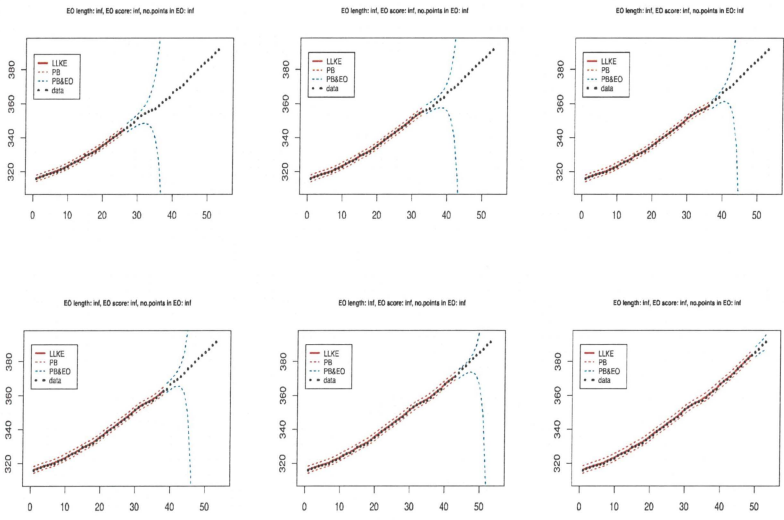 EO length: inf, EO score: inf, no.points in EO: inf
380
360
340
320
LLKE
PB
PB&EO
data
0 10 20 30 40 50
EO length: inf, EO score: inf, no.points in EO: inf
380
360
340
320
LLKE
PB
PB&EO
data
0 10 20 30 40 50
EO length: inf, EO score: inf, no.points in EO: inf
380
360
340
320
LLKE
PB
PB&EO
data
0 10 20 30 40 50
EO length: inf, EO score: inf, no.points in EO: inf
380
360
340
320
LLKE
PB
PB&EO
data
0 10 20 30 40 50
EO length: inf, EO score: inf, no.points in EO: inf
380
360
340
320
LLKE
PB
PB&EO
data
0 10 20 30 40 50
EO length: inf, EO score: inf, no.points in EO: inf
380
360
340
320
LLKE
PB
PB&EO
data
0 10 20 30 40 50